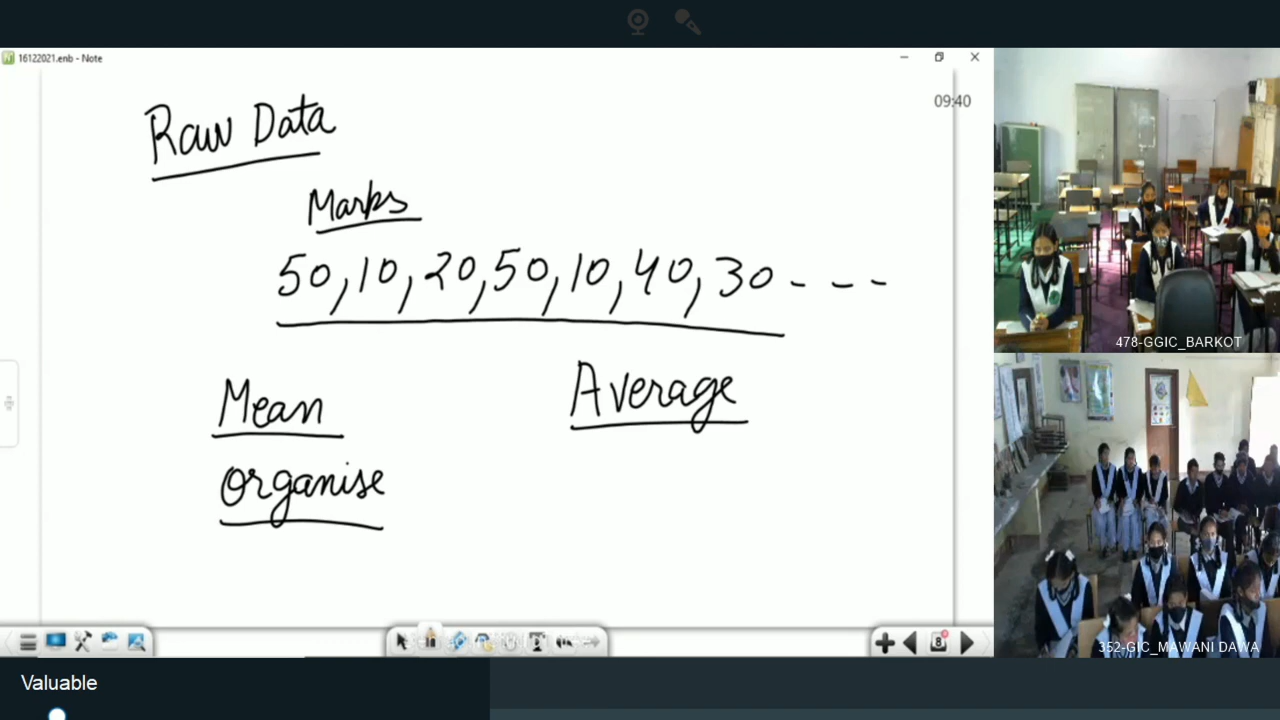 16122021.enb - Note
09:40
Raw Data
Marks
50, 10, 20, 50, 10, 40, 30 - - -
Mean
Average
organise
8
478-GGIC_BARKOT
352-GIC_MAWANI DAWA
Valuable